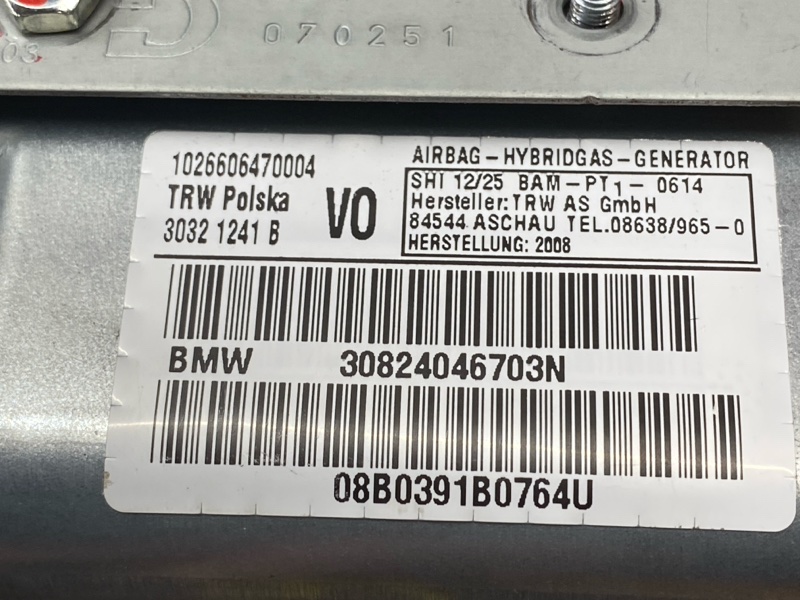 03
070251
1026606470004
TRW Polska
3032 1241 B
VO
AIRBAG-HYBRIDGAS-GENERATOR
SHI 12/25 BAM-PT1-0614
Hersteller:TRW AS GmbH
84544 ASCHAU TEL.08638/965-0
HERSTELLUNG: 2008
BMW 30824046703N
08B0391B0764U